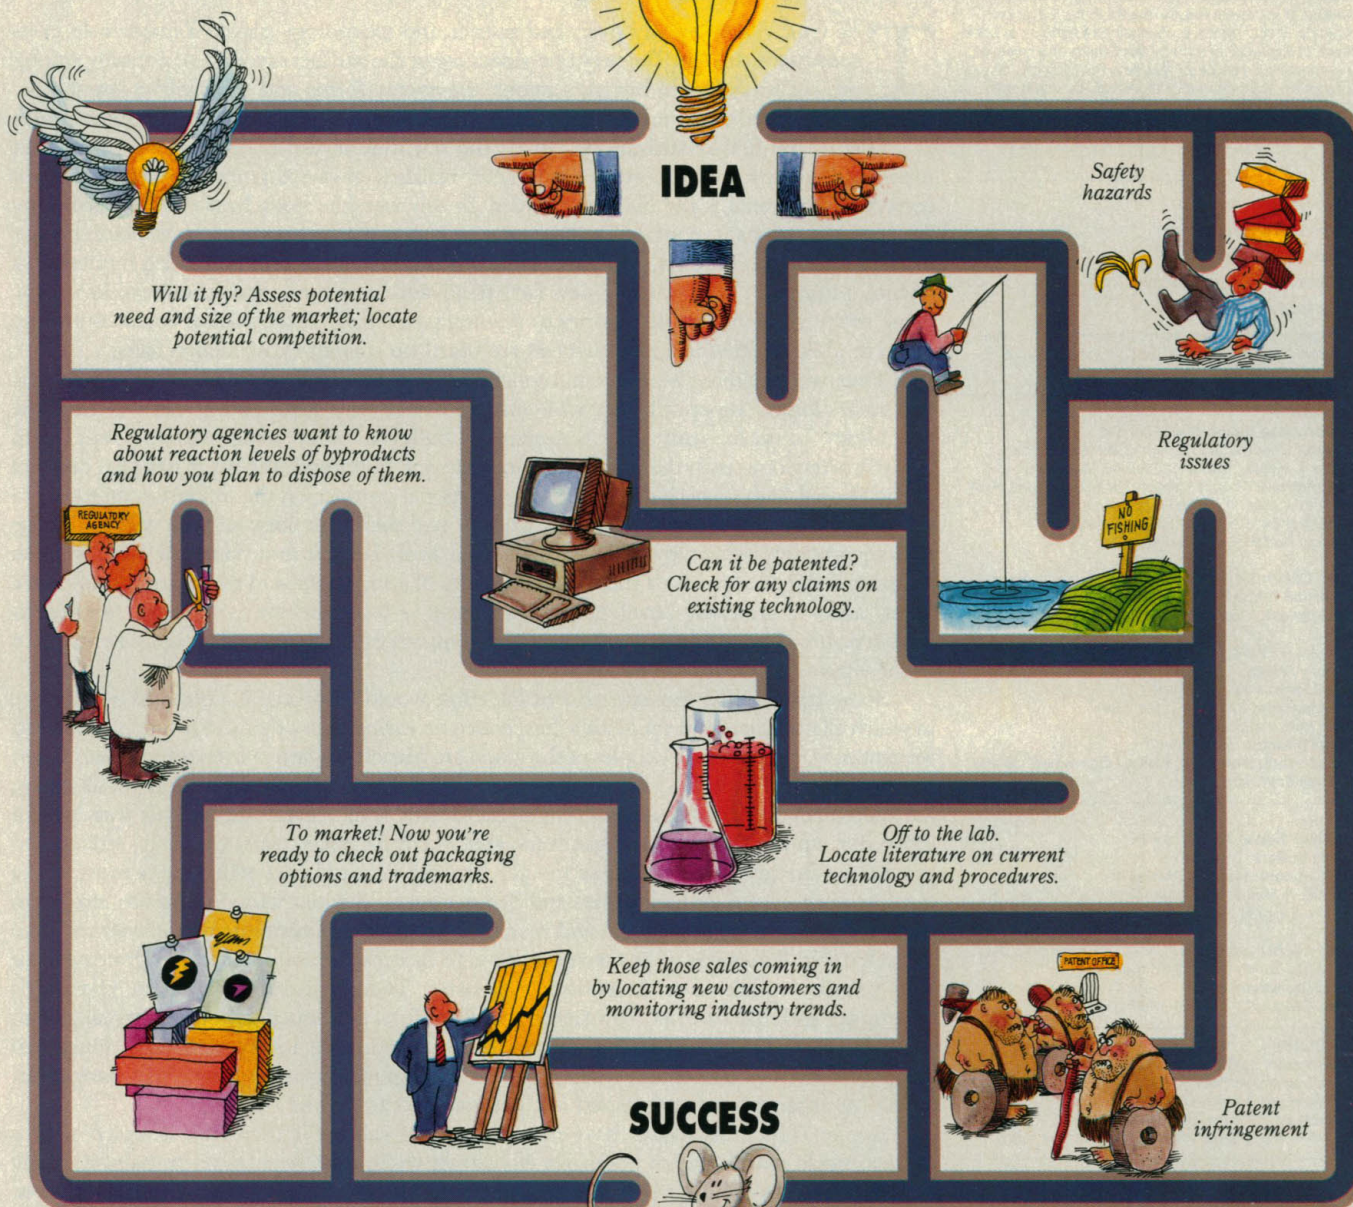 IDEA
Safety
hazards
Will it fly? Assess potential
need and size of the market; locate
potential competition.
Regulatory agencies want to know
about reaction levels of byproducts
and how you plan to dispose of them.
Regulatory
issues
REGULATORY
AGENCY
NO
FISHING
Can it be patented?
Check for any claims on
existing technology.
To market! Now you're
ready to check out packaging
options and trademarks.
Off to the lab.
Locate literature on current
technology and procedures.
Keep those sales coming in
by locating new customers and
monitoring industry trends.
PATENT OFFICE
SUCCESS
Patent
infringement